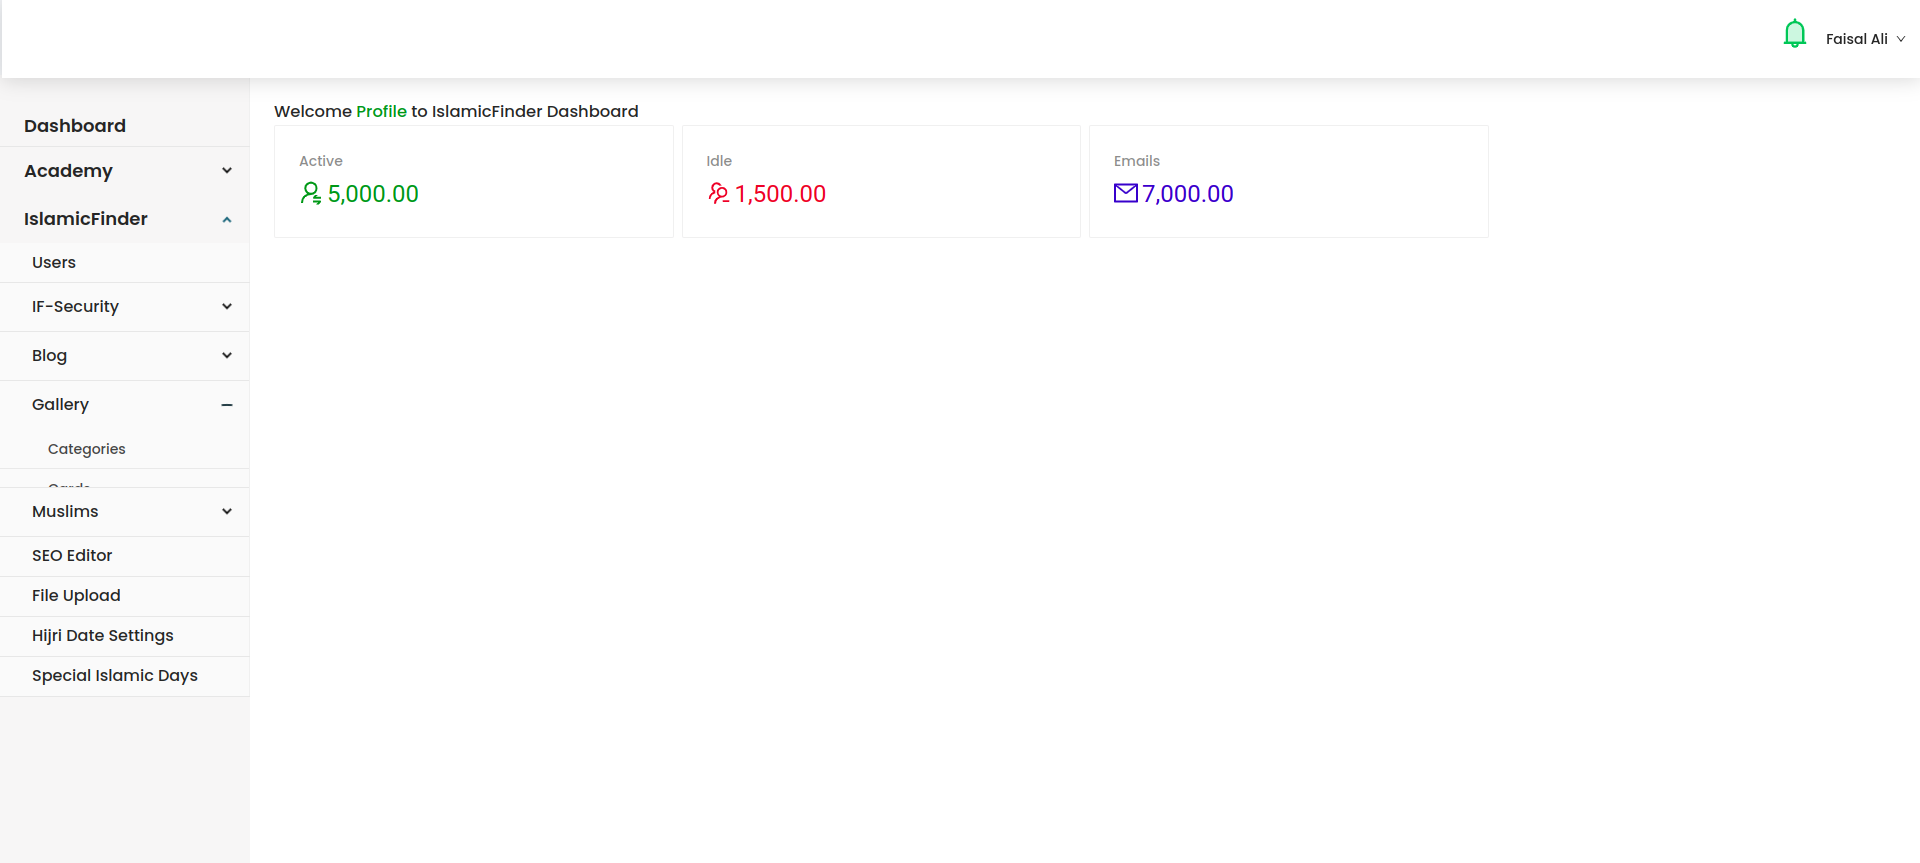 Faisal Ali
Dashboard
Academy
IslamicFinder
Users
IF-Security
Blog
Gallery
Categories
Muslims
SEO Editor
File Upload
Hijri Date Settings
Special Islamic Days
Welcome Profile to IslamicFinder Dashboard
Active
5,000.00
Idle
1,500.00
Emails
7,000.00